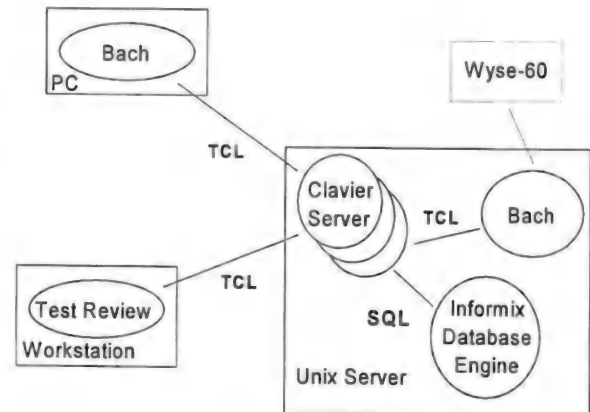 Bach
PC
Wyse-60
TCL
Clavier
Server
TCL
Bach
TCL
Test Review
Workstation
SQL
Informix
Database
Engine
Unix Server